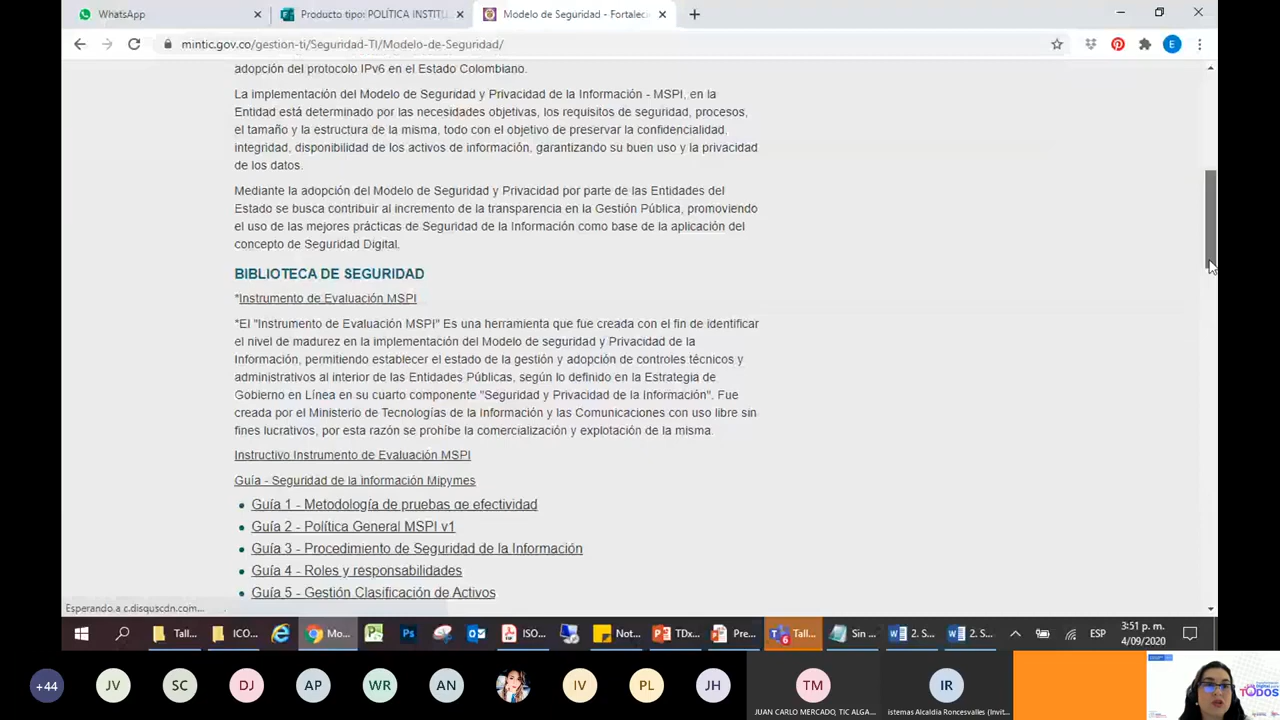 WhatsApp
Producto tipo: POLÍTICA INSTITU
Modelo de Seguridad - Fortalec
mintic.gov.co/gestion-ti/Seguridad-TI/Modelo-de-Seguridad/
E
adopción del protocolo IPv6 en el Estado Colombiano.
La implementación del Modelo de Seguridad y Privacidad de la Información - MSPI, en la
Entidad está determinado por las necesidades objetivas, los requisitos de seguridad, procesos,
el tamaño y la estructura de la misma, todo con el objetivo de preservar la confidencialidad,
integridad, disponibilidad de los activos de información, garantizando su buen uso y la privacidad
de los datos.
Mediante la adopción del Modelo de Seguridad y Privacidad por parte de las Entidades del
Estado se busca contribuir al incremento de la transparencia en la Gestión Pública, promoviendo
el uso de las mejores prácticas de Seguridad de la Información como base de la aplicación del
concepto de Seguridad Digital.
BIBLIOTECA DE SEGURIDAD
*Instrumento de Evaluación MSPI
*El "Instrumento de Evaluación MSPI" Es una herramienta que fue creada con el fin de identificar
el nivel de madurez en la implementación del Modelo de seguridad y Privacidad de la
Información, permitiendo establecer el estado de la gestión y adopción de controles técnicos y
administrativos al interior de las Entidades Públicas, según lo definido en la Estrategia de
Gobierno en Línea en su cuarto componente "Seguridad y Privacidad de la Información". Fue
creada por el Ministerio de Tecnologías de la Información y las Comunicaciones con uso libre sin
fines lucrativos, por esta razón se prohíbe la comercialización y explotación de la misma.
Instructivo Instrumento de Evaluación MSPI
Guía - Seguridad de la información Mipymes
• Guía 1 - Metodología de pruebas de efectividad
• Guía 2 - Política General MSPI v1
• Guía 3 - Procedimiento de Seguridad de la Información
• Guía 4 - Roles y responsabilidades
• Guía 5 - Gestión Clasificación de Activos
Esperando a c.disquscdn.com...
Tall... ICO... Mo... ISO... Not... TDx... Pre... Tall... Sin ... 2. S... 2. S... ESP
3:51 p. m.
4/09/2020
+44 JV SC DJ AP WR AN IV PL JH TM IR
JUAN CARLO MERCADO, TIC ALGA...
istemas Alcaldía Roncesvalles (Invit...
TODOS